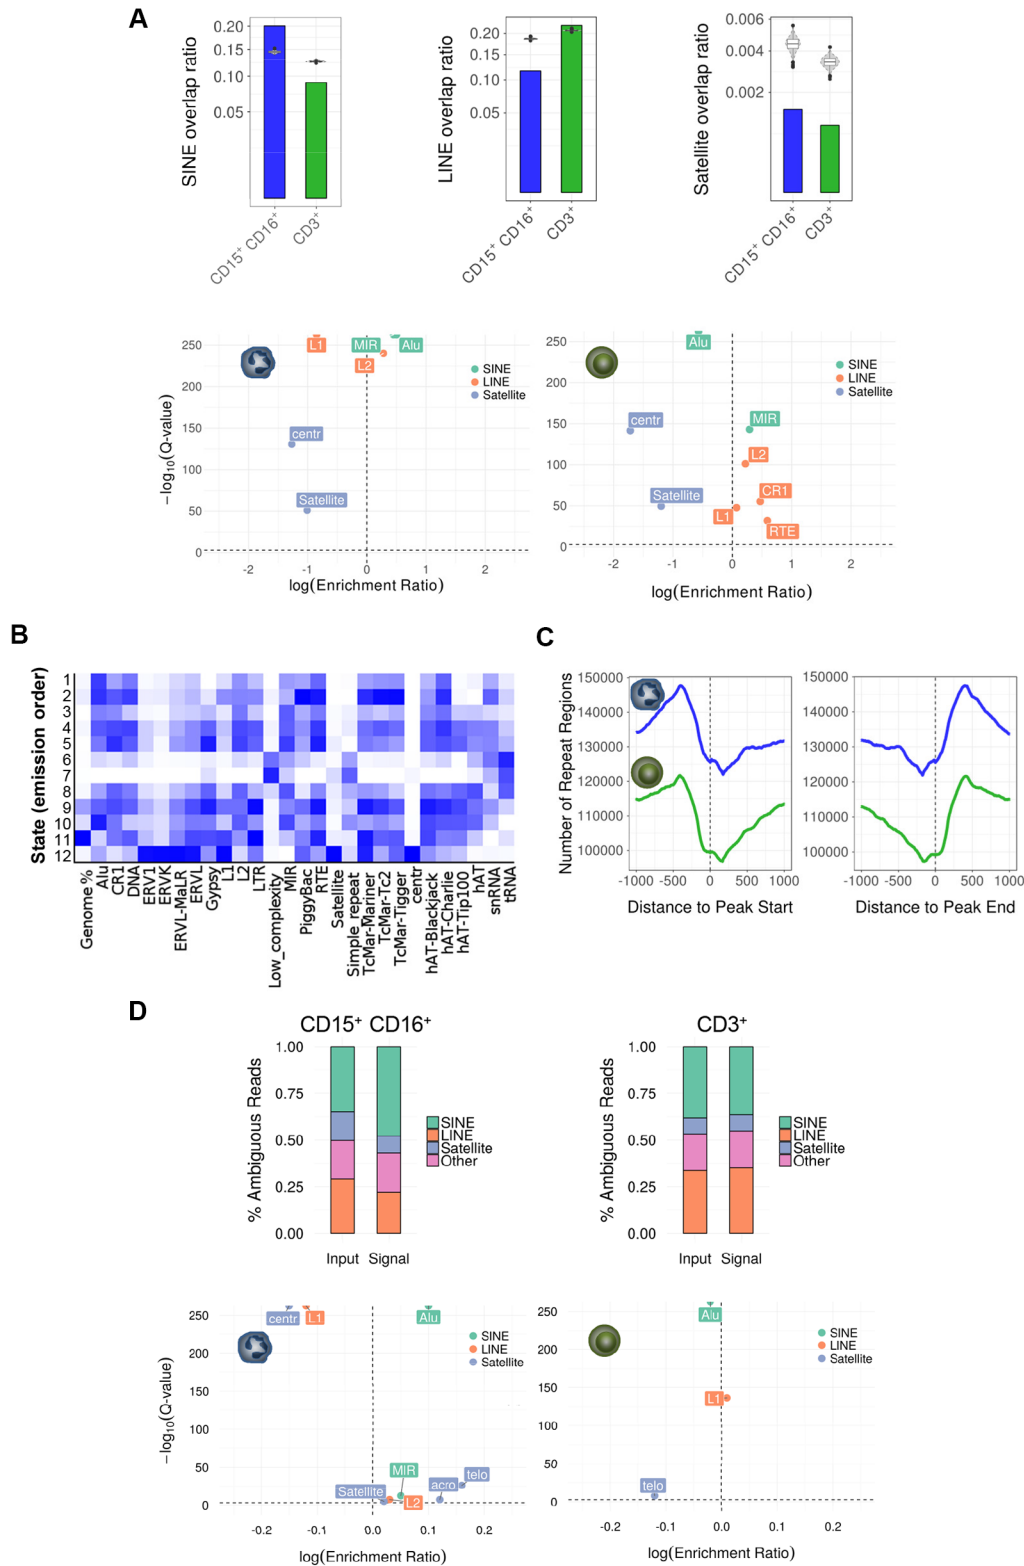 A
SINE overlap ratio
0.20
0.15
0.10
0.05
CD15+ CD16+
CD3+
LINE overlap ratio
0.20
0.15
0.10
0.05
CD15+ CD16+
CD3+
Satellite overlap ratio
0.006
0.004
0.002
CD15+ CD16+
CD3+
−log10(Q-value)
250
200
150
100
50
0
L1
MIR
Alu
L2
centr
Satellite
SINE
LINE
Satellite
-2 -1 0 1 2
log(Enrichment Ratio)
250
200
150
100
50
0
Alu
centr
MIR
L2
Satellite
CR1
L1
RTE
SINE
LINE
Satellite
-2 -1 0 1 2
log(Enrichment Ratio)
B
State (emission order)
1
2
3
4
5
6
7
8
9
10
11
12
Genome %
Alu
CR1
DNA
ERV1
ERVK
ERVL-MaLR
ERVL
Gypsy
L1
L2
LTR
Low_complexity
MIR
PiggyBac
RTE
Satellite
Simple_repeat
TcMar-Mariner
TcMar-Tc2
TcMar-Tigger
centr
hAT-Blackjack
hAT-Charlie
hAT-Tip100
hAT
snRNA
tRNA
C
Number of Repeat Regions
150000
140000
130000
120000
110000
100000
-1000 -500 0 500 1000
Distance to Peak Start
150000
140000
130000
120000
110000
100000
-1000 -500 0 500 1000
Distance to Peak End
D
CD15+ CD16+
% Ambiguous Reads
1.00
0.75
0.50
0.25
0.00
Input Signal
SINE
LINE
Satellite
Other
CD3+
% Ambiguous Reads
1.00
0.75
0.50
0.25
0.00
Input Signal
SINE
LINE
Satellite
Other
−log10(Q-value)
250
200
150
100
50
0
centr
L1
Alu
MIR
Satellite
acro
telo
L2
SINE
LINE
Satellite
-0.2 -0.1 0.0 0.1 0.2
log(Enrichment Ratio)
250
200
150
100
50
0
Alu
L1
telo
SINE
LINE
Satellite
-0.2 -0.1 0.0 0.1 0.2
log(Enrichment Ratio)